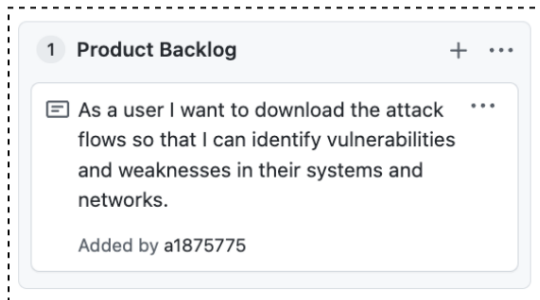 1 Product Backlog
As a user I want to download the attack
flows so that I can identify vulnerabilities
and weaknesses in their systems and
networks.
Added by a1875775